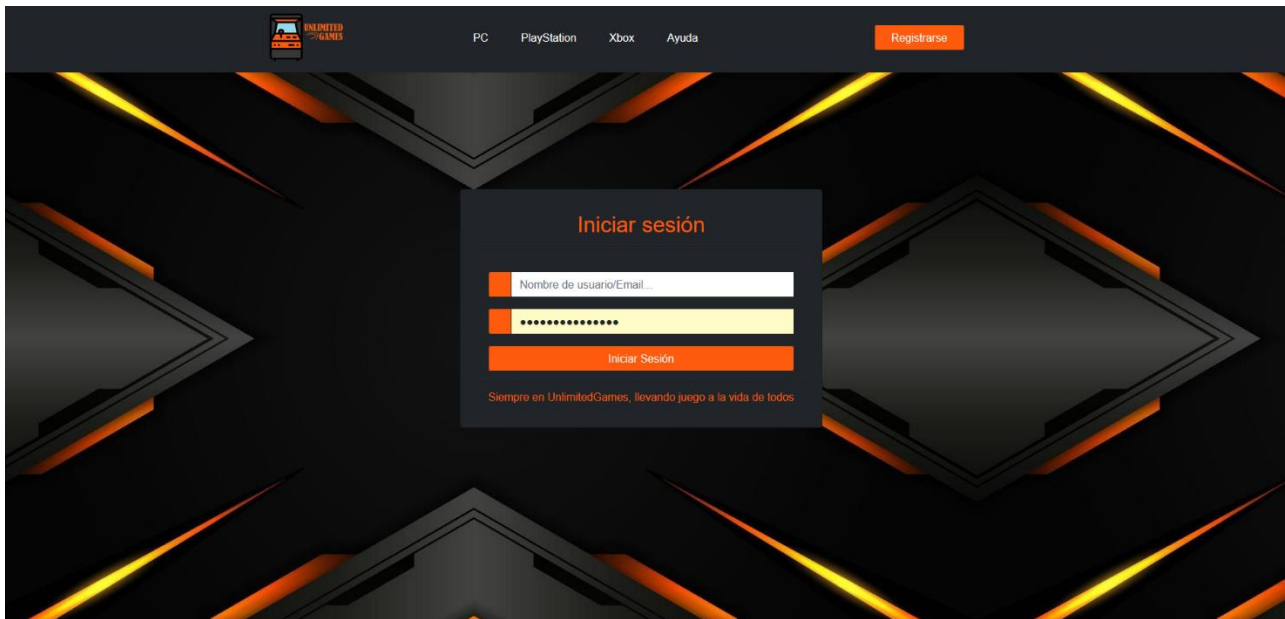 UNLIMITED
GAMES
PC PlayStation Xbox Ayuda Registrarse
Iniciar sesión
Nombre de usuario/Email...
•••••••••••••••
Iniciar Sesión
Siempre en UnlimitedGames, llevando juego a la vida de todos